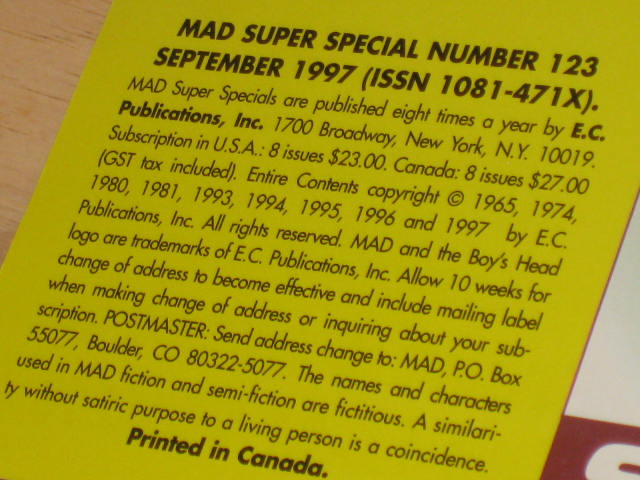 MAD SUPER SPECIAL NUMBER 123
SEPTEMBER 1997 (ISSN 1081-471X).
MAD Super Specials are published eight times a year by E.C.
Publications, Inc. 1700 Broadway, New York, N.Y. 10019.
Subscription in U.S.A.: 8 issues $23.00. Canada: 8 issues $27.00
(GST tax included). Entire Contents copyright © 1965, 1974,
1980, 1981, 1993, 1994, 1995, 1996 and 1997 by E.C.
Publications, Inc. All rights reserved. MAD and the Boy's Head
logo are trademarks of E.C. Publications, Inc. Allow 10 weeks for
change of address to become effective and include mailing label
when making change of address or inquiring about your sub-
scription. POSTMASTER: Send address change to: MAD, P.O. Box
55077, Boulder, CO 80322-5077. The names and characters
used in MAD fiction and semi-fiction are fictitious. A similari-
ty without satiric purpose to a living person is a coincidence.
Printed in Canada.